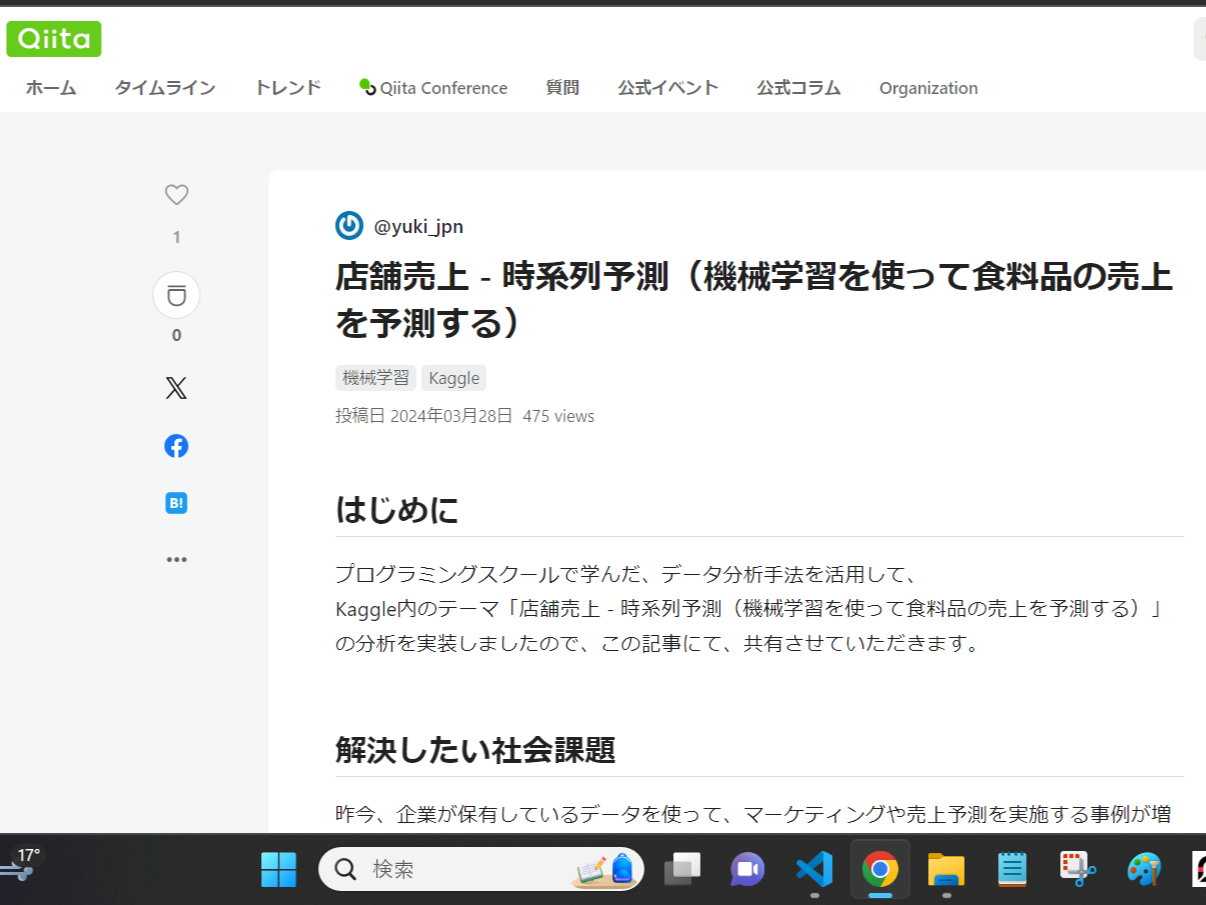 Qiita
ホーム タイムライン トレンド Qiita Conference 質問 公式イベント 公式コラム Organization
1
0
B!
@yuki_jpn
店舗売上 - 時系列予測（機械学習を使って食料品の売上
を予測する）
機械学習 Kaggle
投稿日 2024年03月28日 475 views
はじめに
プログラミングスクールで学んだ、データ分析手法を活用して、
Kaggle内のテーマ「店舗売上 - 時系列予測（機械学習を使って食料品の売上を予測する）」
の分析を実装しましたので、この記事にて、共有させていただきます。
解決したい社会課題
昨今、企業が保有しているデータを使って、マーケティングや売上予測を実施する事例が増
17°
検索